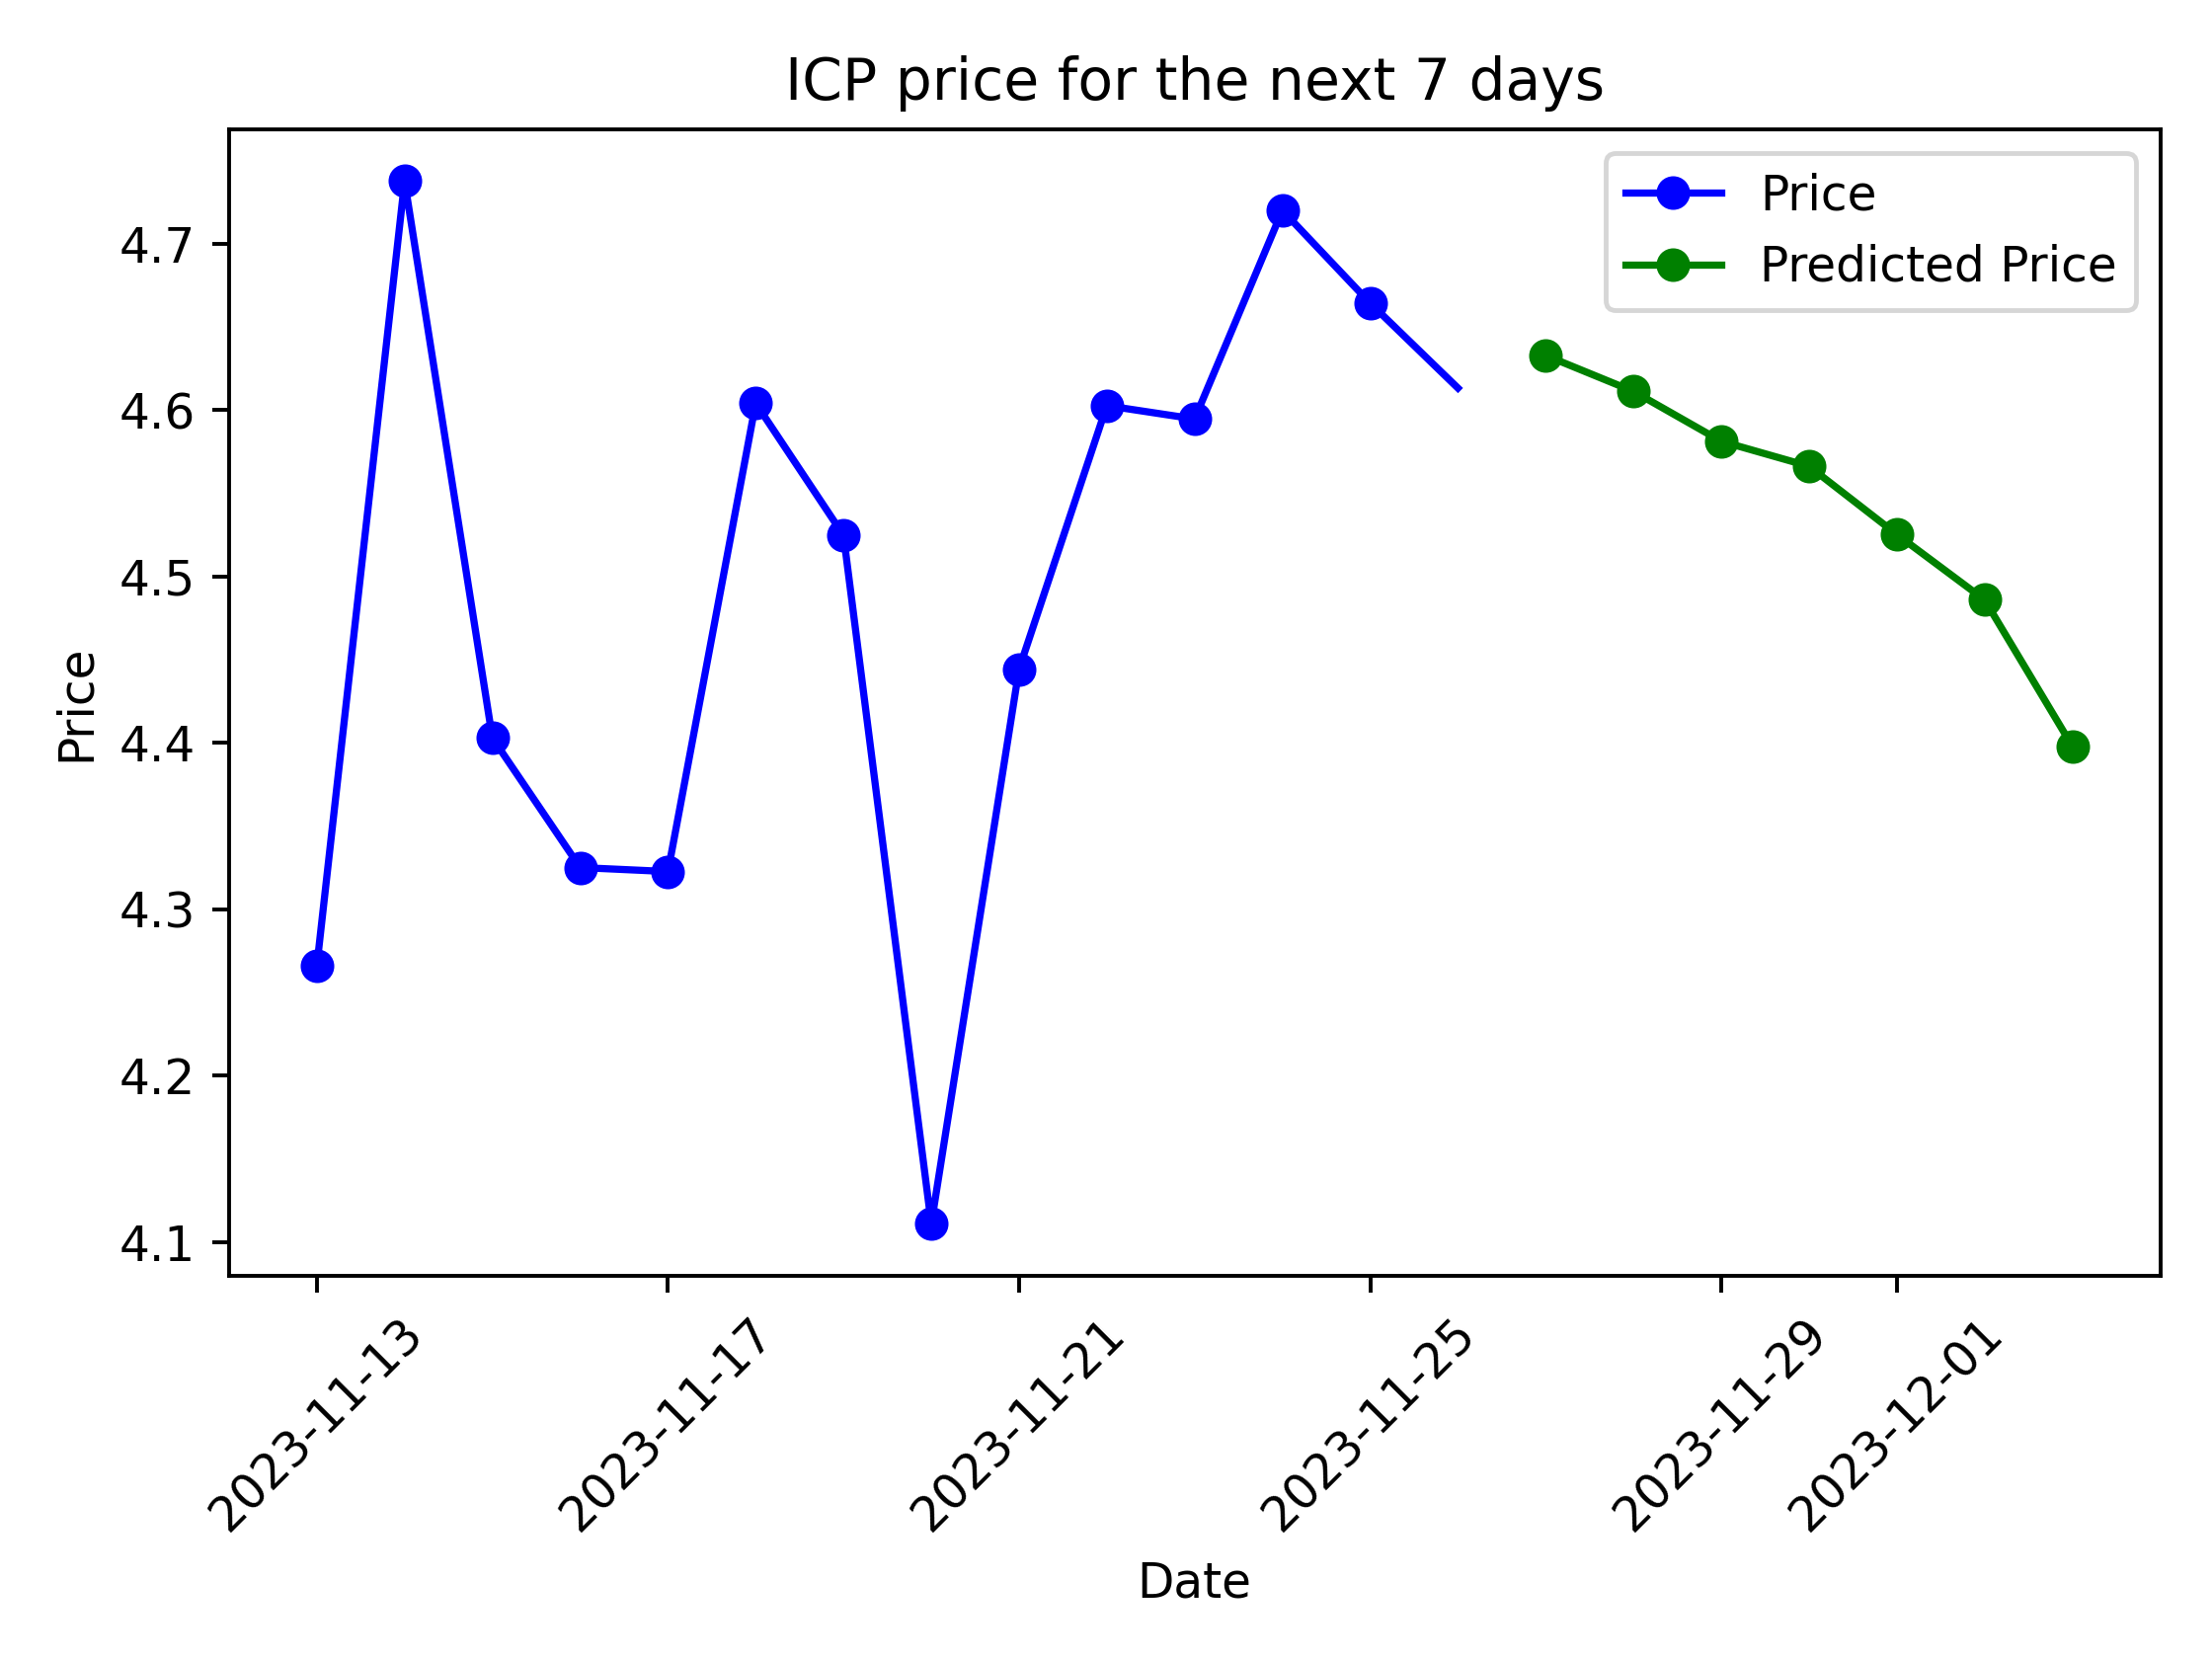 ICP price for the next 7 days
Price
Predicted Price
4.7
4.6
4.5
4.4
4.3
4.2
4.1
Price
2023-11-13
2023-11-17
2023-11-21
2023-11-25
2023-11-29
2023-12-01
Date